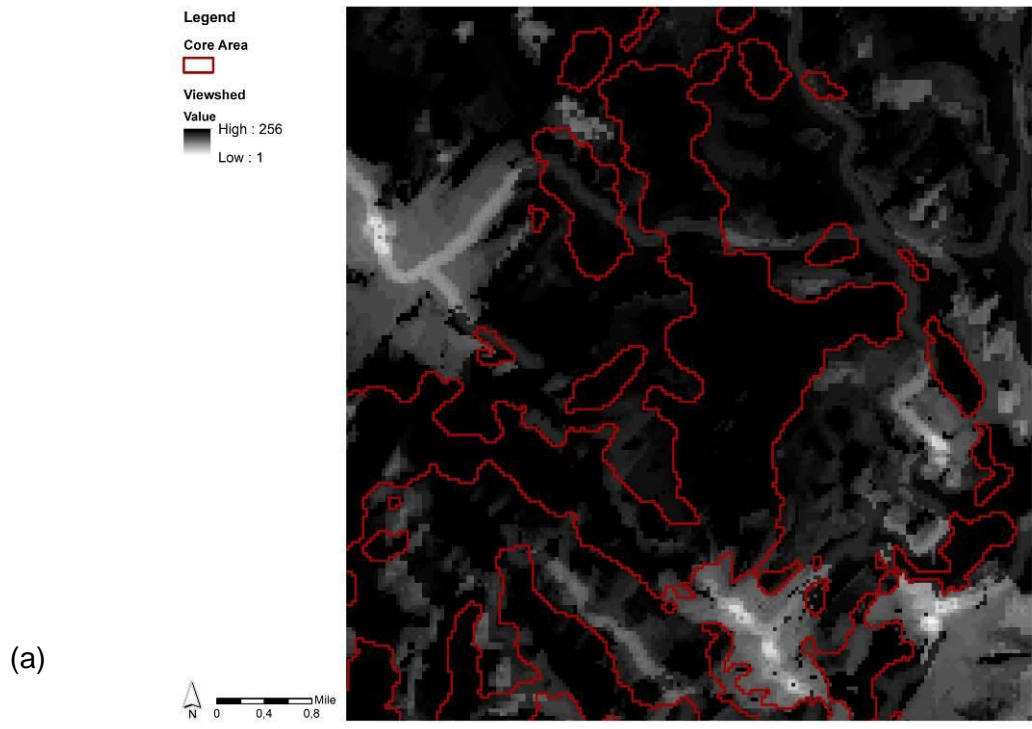 Legend
Core Area
Viewshed
Value
High : 256
Low : 1
(a)
N
Mile
0 0,4 0,8